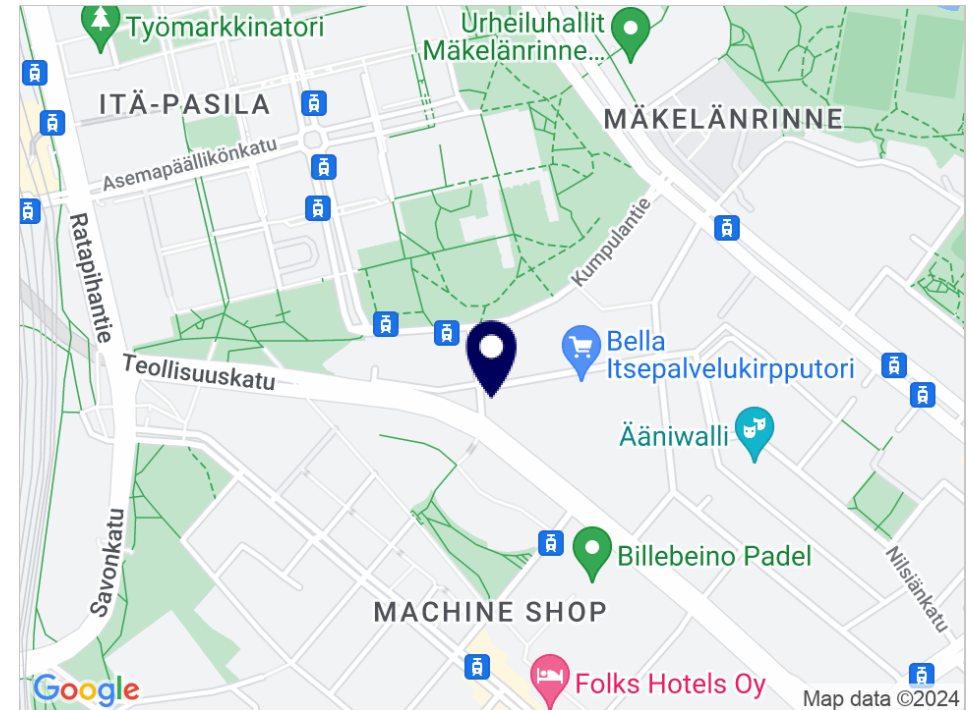 Työmarkkinatori
Urheiluhallit
Mäkelänrinne...
ITÄ-PASILA
MÄKELÄNRINNE
Asemapäällikönkatu
Ratapihantie
Kumpulantie
Teollisuuskatu
Bella
Itsepalvelukirpputori
Ääniwalli
Savonkatu
Billebeino Padel
Nilsiänkatu
MACHINE SHOP
Folks Hotels Oy
Google
Map data ©2024